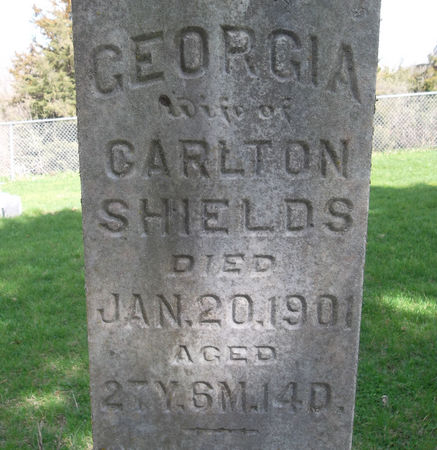 GEORGIA
Wife of
CARLTON
SHIELDS
DIED
JAN. 20. 1901
AGED
27Y. 6M. 14D.